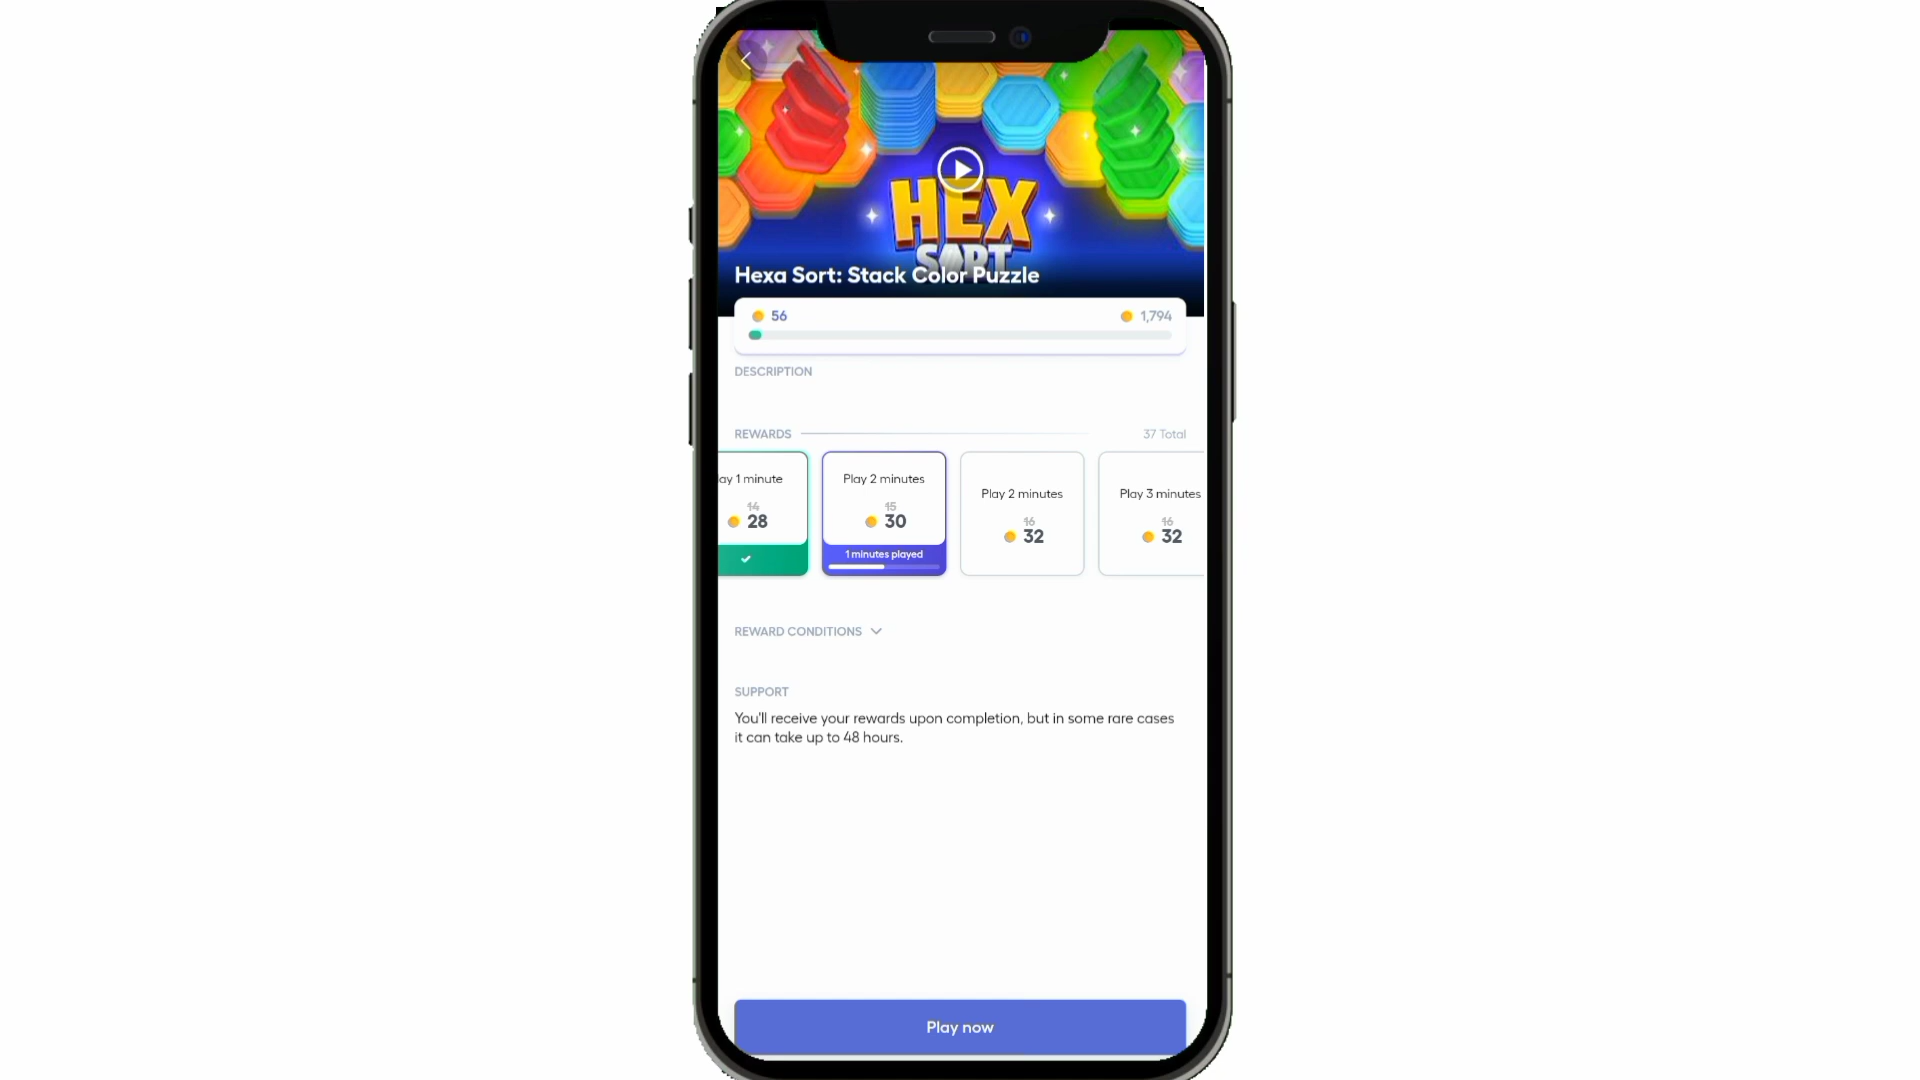 HEX
SORT
Hexa Sort: Stack Color Puzzle
56
1,794
DESCRIPTION
REWARDS
37 Total
ay 1 minute
14
28
Play 2 minutes
15
30
1 minutes played
Play 2 minutes
16
32
Play 3 minutes
16
32
REWARD CONDITIONS
SUPPORT
You'll receive your rewards upon completion, but in some rare cases
it can take up to 48 hours.
Play now